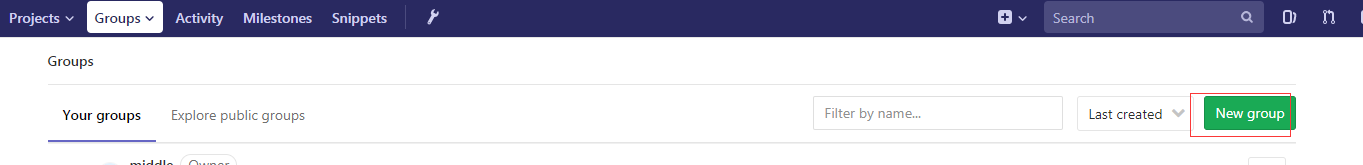 Projects Groups Activity Milestones Snippets Search
Groups
Your groups Explore public groups Filter by name... Last created New group
middle Owner